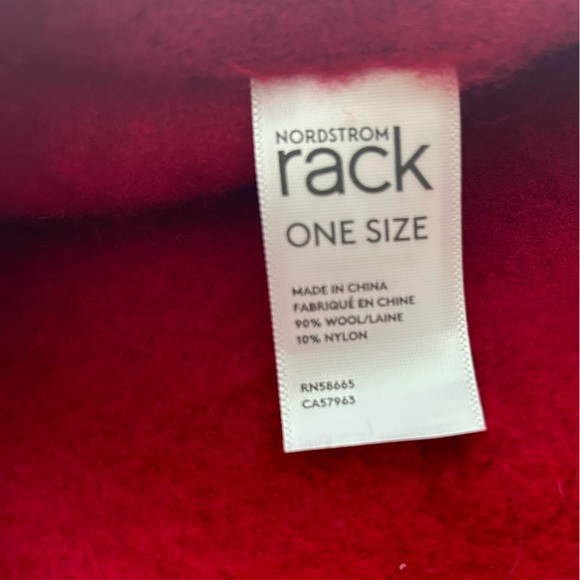 NORDSTROM
rack
ONE SIZE
MADE IN CHINA
FABRIQUÉ EN CHINE
90% WOOL/LAINE
10% NYLON
RN58665
CA57963